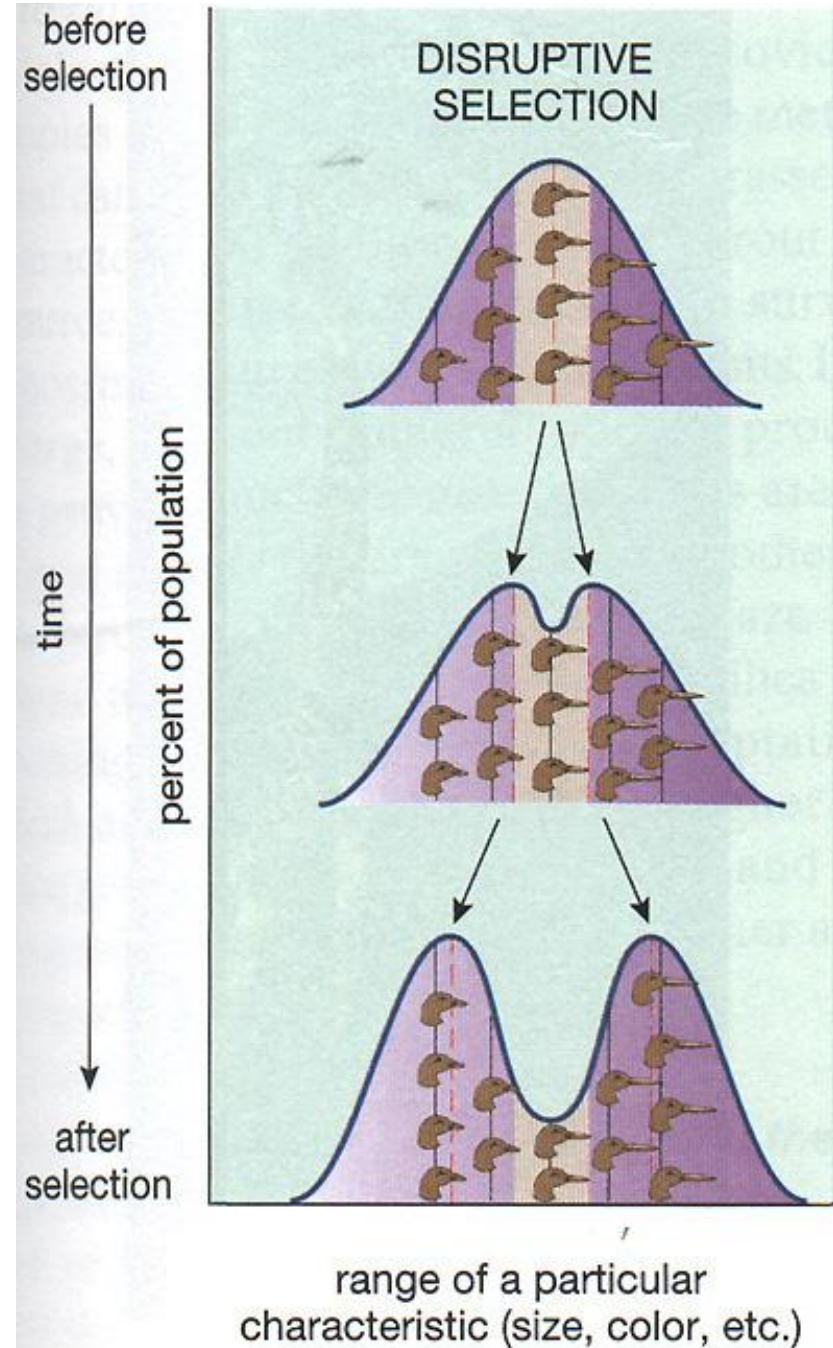 before
selection
DISRUPTIVE
SELECTION
time
percent of population
after
selection
range of a particular
characteristic (size, color, etc.)